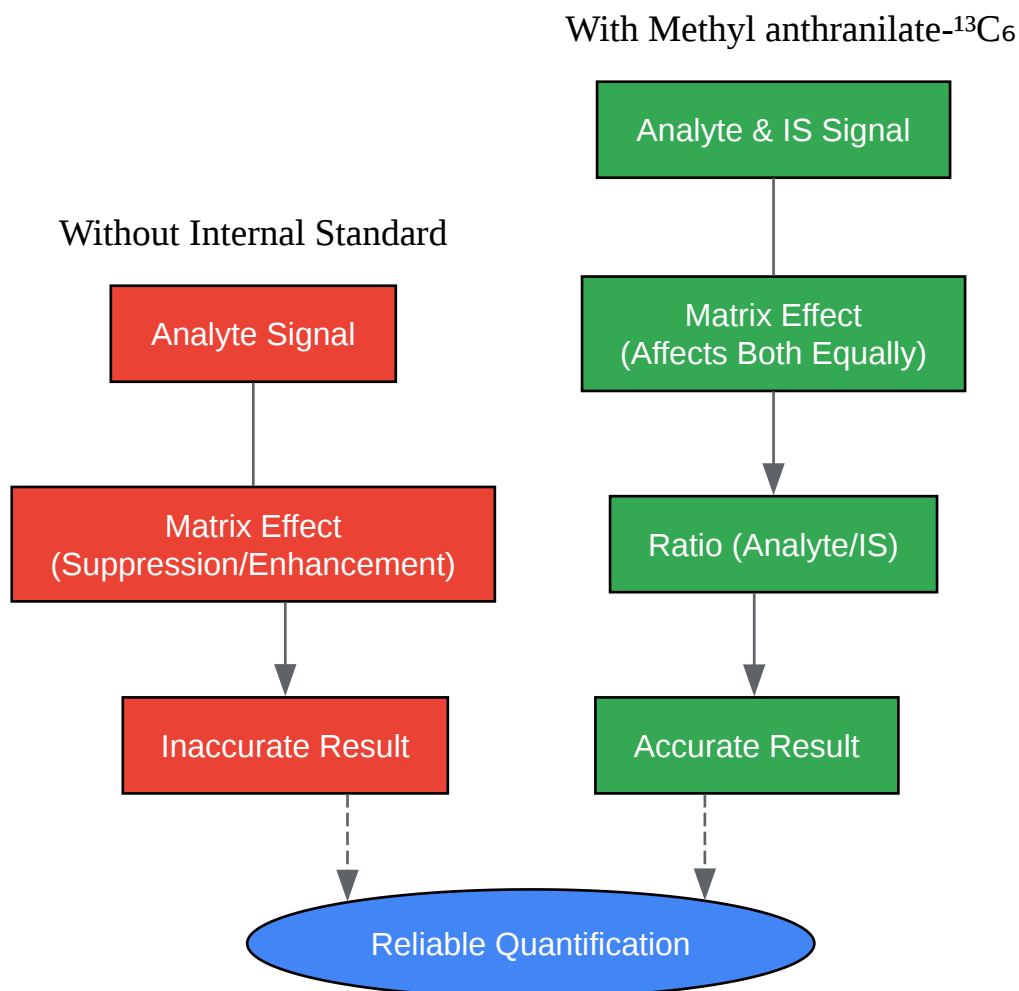 With Methyl anthranilate-¹³C₆
Analyte & IS Signal
Without Internal Standard
Analyte Signal
Matrix Effect
(Affects Both Equally)
Matrix Effect
(Suppression/Enhancement)
Ratio (Analyte/IS)
Inaccurate Result
Accurate Result
Reliable Quantification